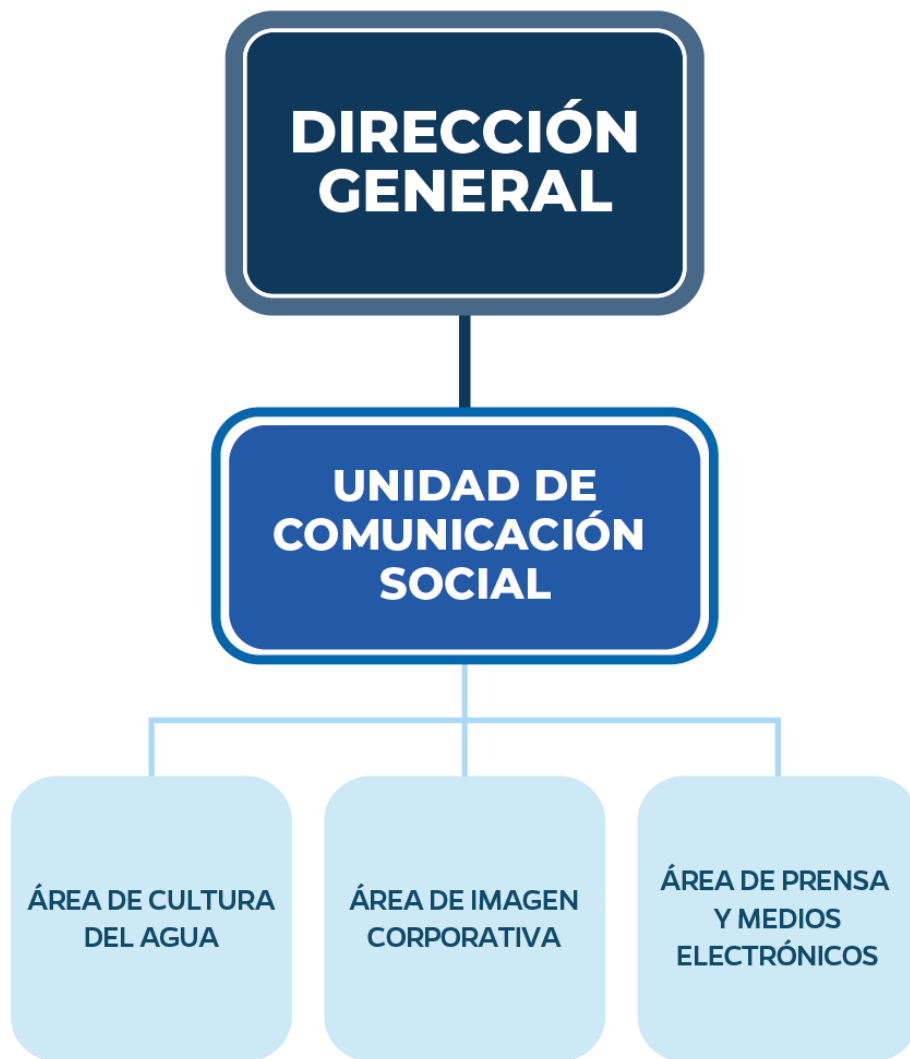 DIRECCIÓN
GENERAL
UNIDAD DE
COMUNICACIÓN
SOCIAL
ÁREA DE CULTURA
DEL AGUA
ÁREA DE IMAGEN
CORPORATIVA
ÁREA DE PRENSA
Y MEDIOS
ELECTRÓNICOS